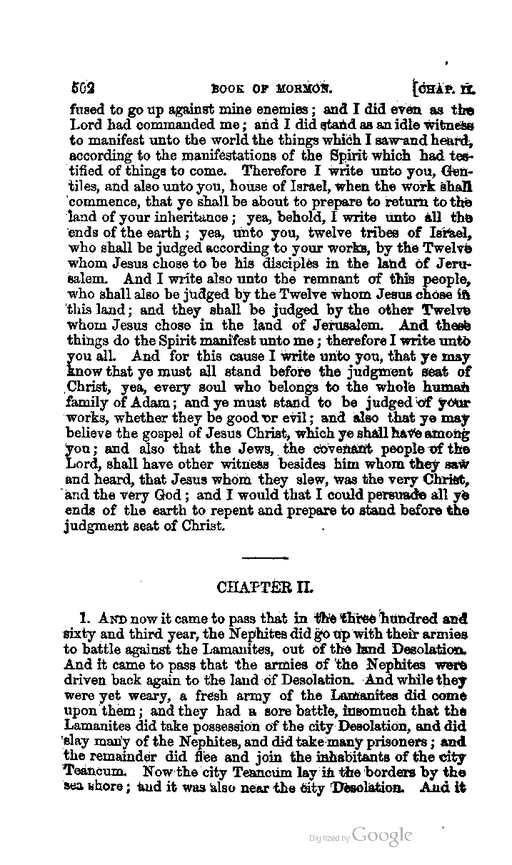 502 BOOK OF MORMON. [CHAP. II.
fused to go up against mine enemies; and I did even as the
Lord had commanded me; and I did stand as an idle witness
to manifest unto the world the things which I saw and heard,
according to the manifestations of the Spirit which had tes-
tified of things to come. Therefore I write unto you, Gen-
tiles, and also unto you, house of Israel, when the work shall
commence, that ye shall be about to prepare to return to the
land of your inheritance; yea, behold, I write unto all the
ends of the earth; yea, unto you, twelve tribes of Israel,
who shall be judged according to your works, by the Twelve
whom Jesus chose to be his disciples in the land of Jeru-
salem. And I write also unto the remnant of this people,
who shall also be judged by the Twelve whom Jesus chose in
this land; and they shall be judged by the other Twelve
whom Jesus chose in the land of Jerusalem. And these
things do the Spirit manifest unto me; therefore I write unto
you all. And for this cause I write unto you, that ye may
know that ye must all stand before the judgment seat of
Christ, yea, every soul who belongs to the whole human
family of Adam; and ye must stand to be judged of your
works, whether they be good or evil; and also that ye may
believe the gospel of Jesus Christ, which ye shall have among
you; and also that the Jews, the covenant people of the
Lord, shall have other witness besides him whom they saw
and heard, that Jesus whom they slew, was the very Christ,
and the very God; and I would that I could persuade all ye
ends of the earth to repent and prepare to stand before the
judgment seat of Christ.
CHAPTER II.
1. AND now it came to pass that in the three hundred and
sixty and third year, the Nephites did go up with their armies
to battle against the Lamanites, out of the land Desolation.
And it came to pass that the armies of the Nephites were
driven back again to the land of Desolation. And while they
were yet weary, a fresh army of the Lamanites did come
upon them; and they had a sore battle, insomuch that the
Lamanites did take possession of the city Desolation, and did
slay many of the Nephites, and did take many prisoners; and
the remainder did flee and join the inhabitants of the city
Teancum. Now the city Teancum lay in the borders by the
sea shore; and it was also near the city Desolation. And it
Digitized by Google